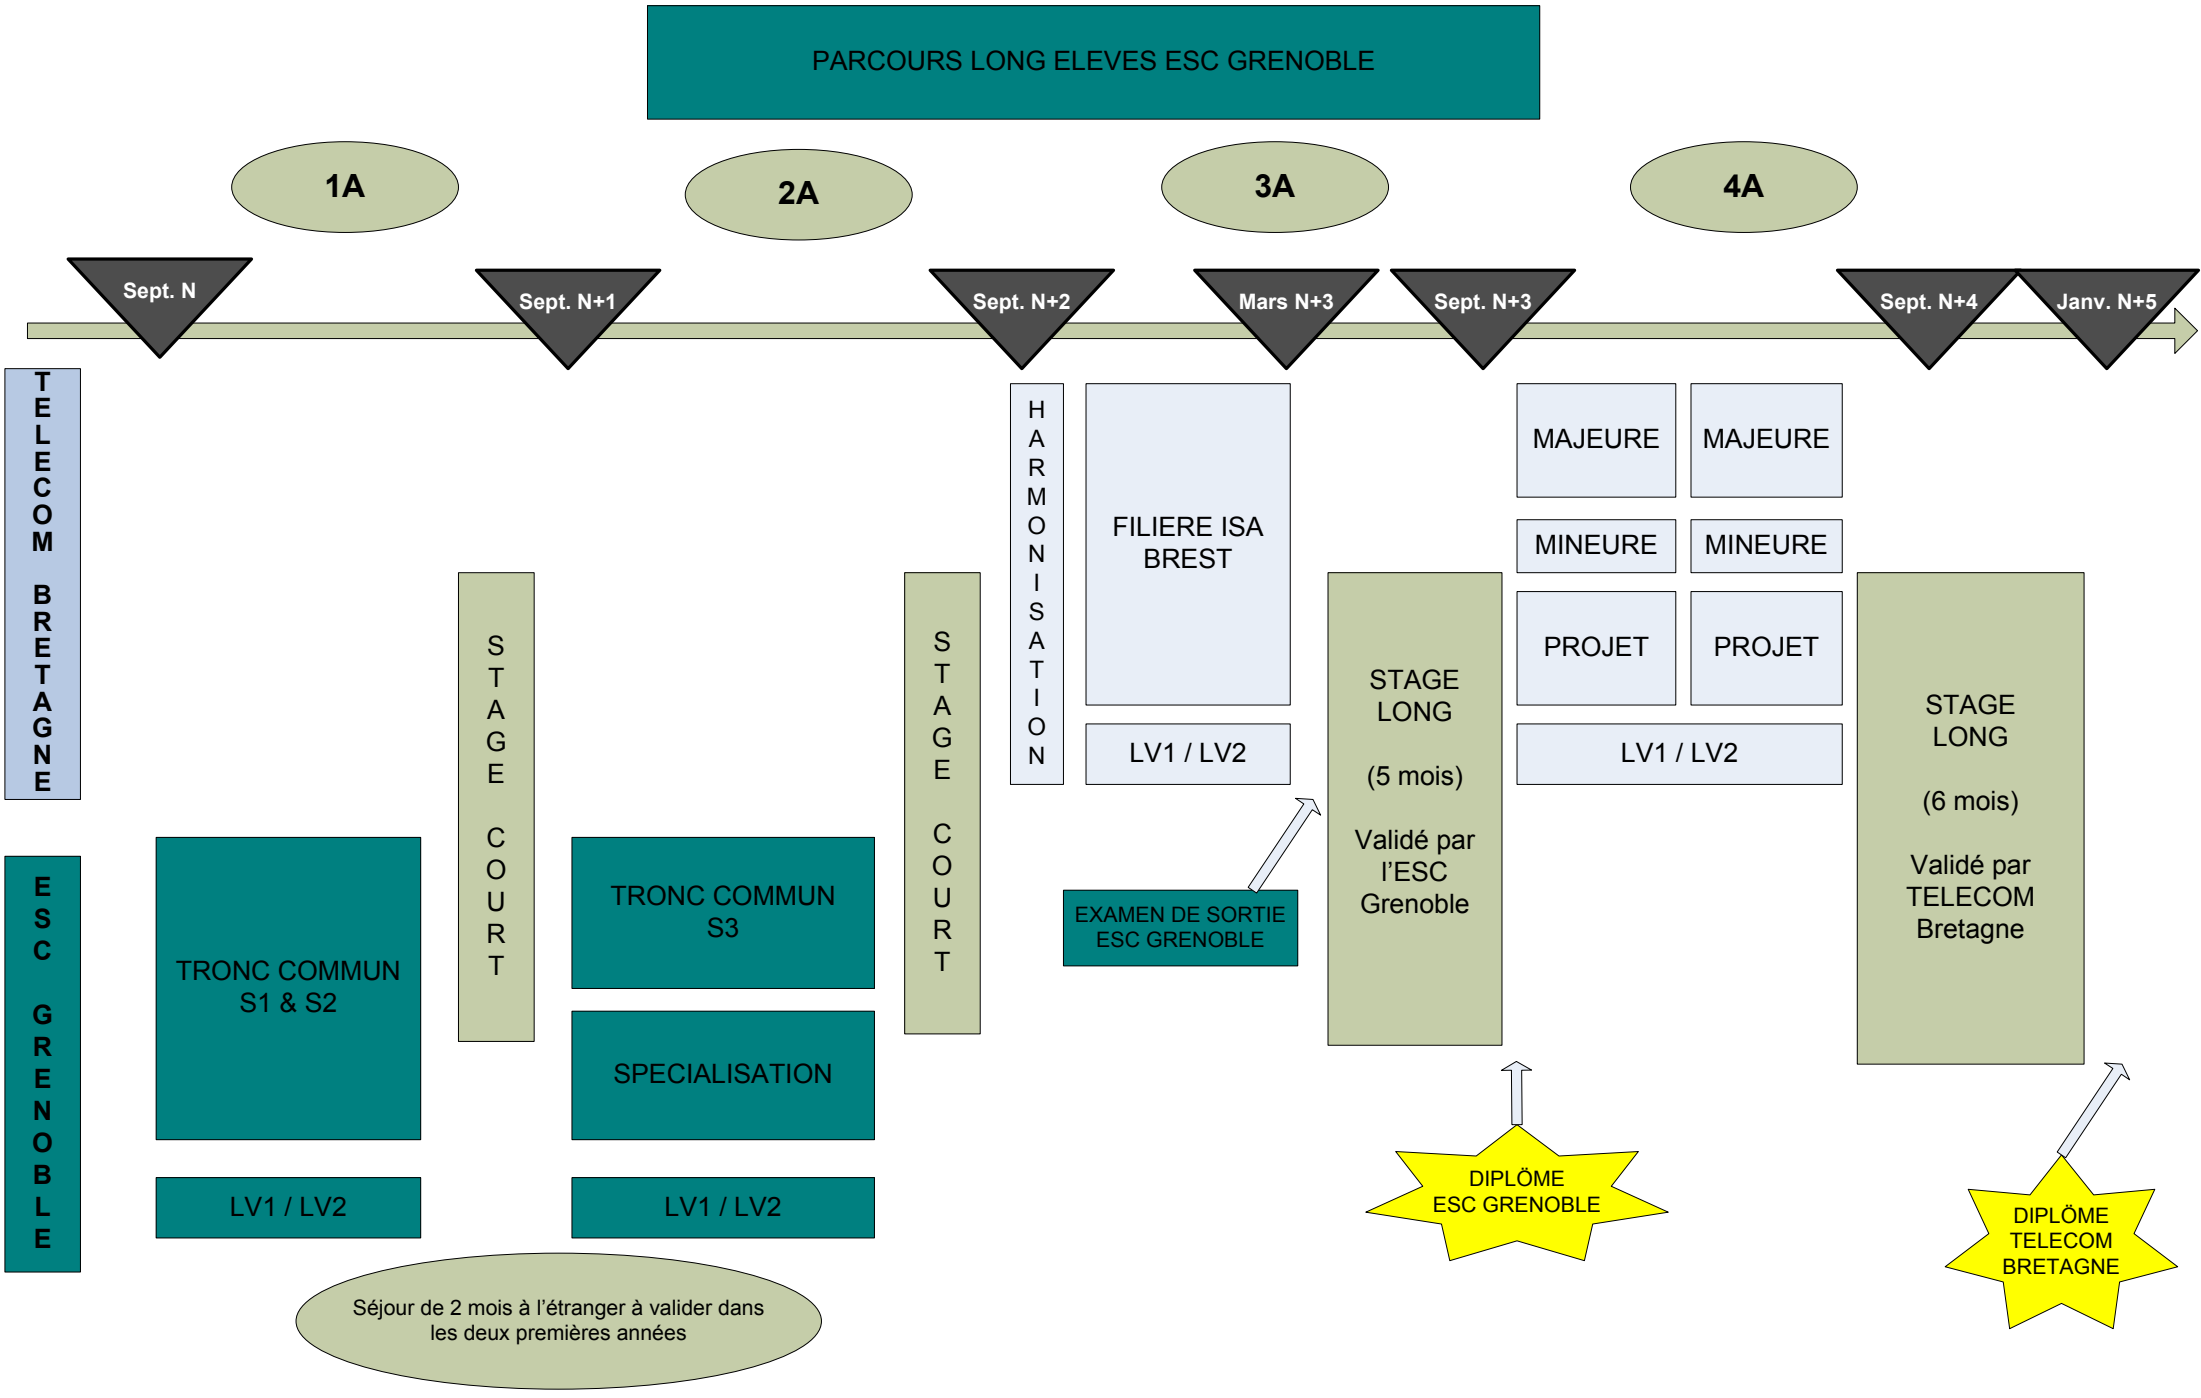 PARCOURS LONG ELEVES ESC GRENOBLE
1A
2A
3A
4A
Sept. N
Sept. N+1
Sept. N+2
Mars N+3
Sept. N+3
Sept. N+4
Janv. N+5
TELECOM BRETAGNE
HARMONISATION
FILIERE ISA
BREST
LV1 / LV2
MAJEURE
MAJEURE
MINEURE
MINEURE
PROJET
PROJET
LV1 / LV2
STAGE COURT
STAGE COURT
STAGE
LONG
(5 mois)
Validé par
l’ESC
Grenoble
STAGE
LONG
(6 mois)
Validé par
TELECOM
Bretagne
ESC GRENOBLE
TRONC COMMUN
S1 & S2
LV1 / LV2
TRONC COMMUN
S3
SPECIALISATION
LV1 / LV2
EXAMEN DE SORTIE
ESC GRENOBLE
DIPLÖME
ESC GRENOBLE
DIPLÖME
TELECOM
BRETAGNE
Séjour de 2 mois à l’étranger à valider dans
les deux premières années